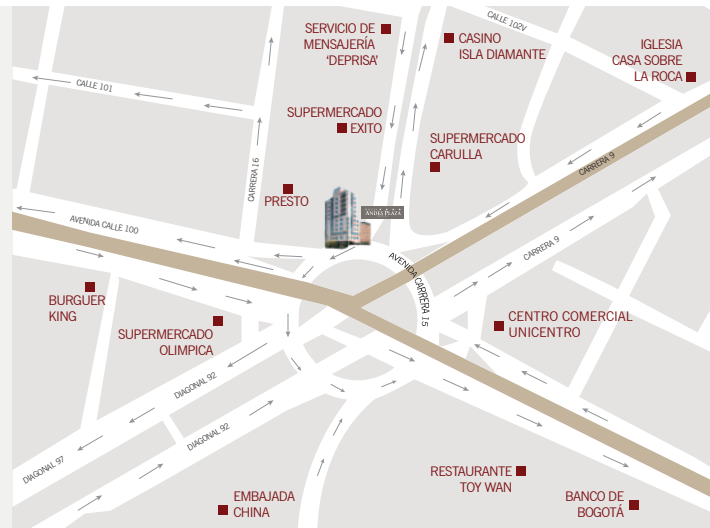 CALLE 102V
SERVICIO DE
MENSAJERÍA
‘DEPRISA’
CASINO
ISLA DIAMANTE
IGLESIA
CASA SOBRE
LA ROCA
CALLE 101
SUPERMERCADO
EXITO
SUPERMERCADO
CARULLA
CARRERA 9
CARRERA 16
PRESTO
ANDES PLAZA
AVENIDA CALLE 100
CARRERA 9
AVENIDA CARRERA 15
BURGUER
KING
SUPERMERCADO
OLIMPICA
CENTRO COMERCIAL
UNICENTRO
DIAGONAL 92
DIAGONAL 92
DIAGONAL 97
RESTAURANTE
TOY WAN
EMBAJADA
CHINA
BANCO DE
BOGOTÁ